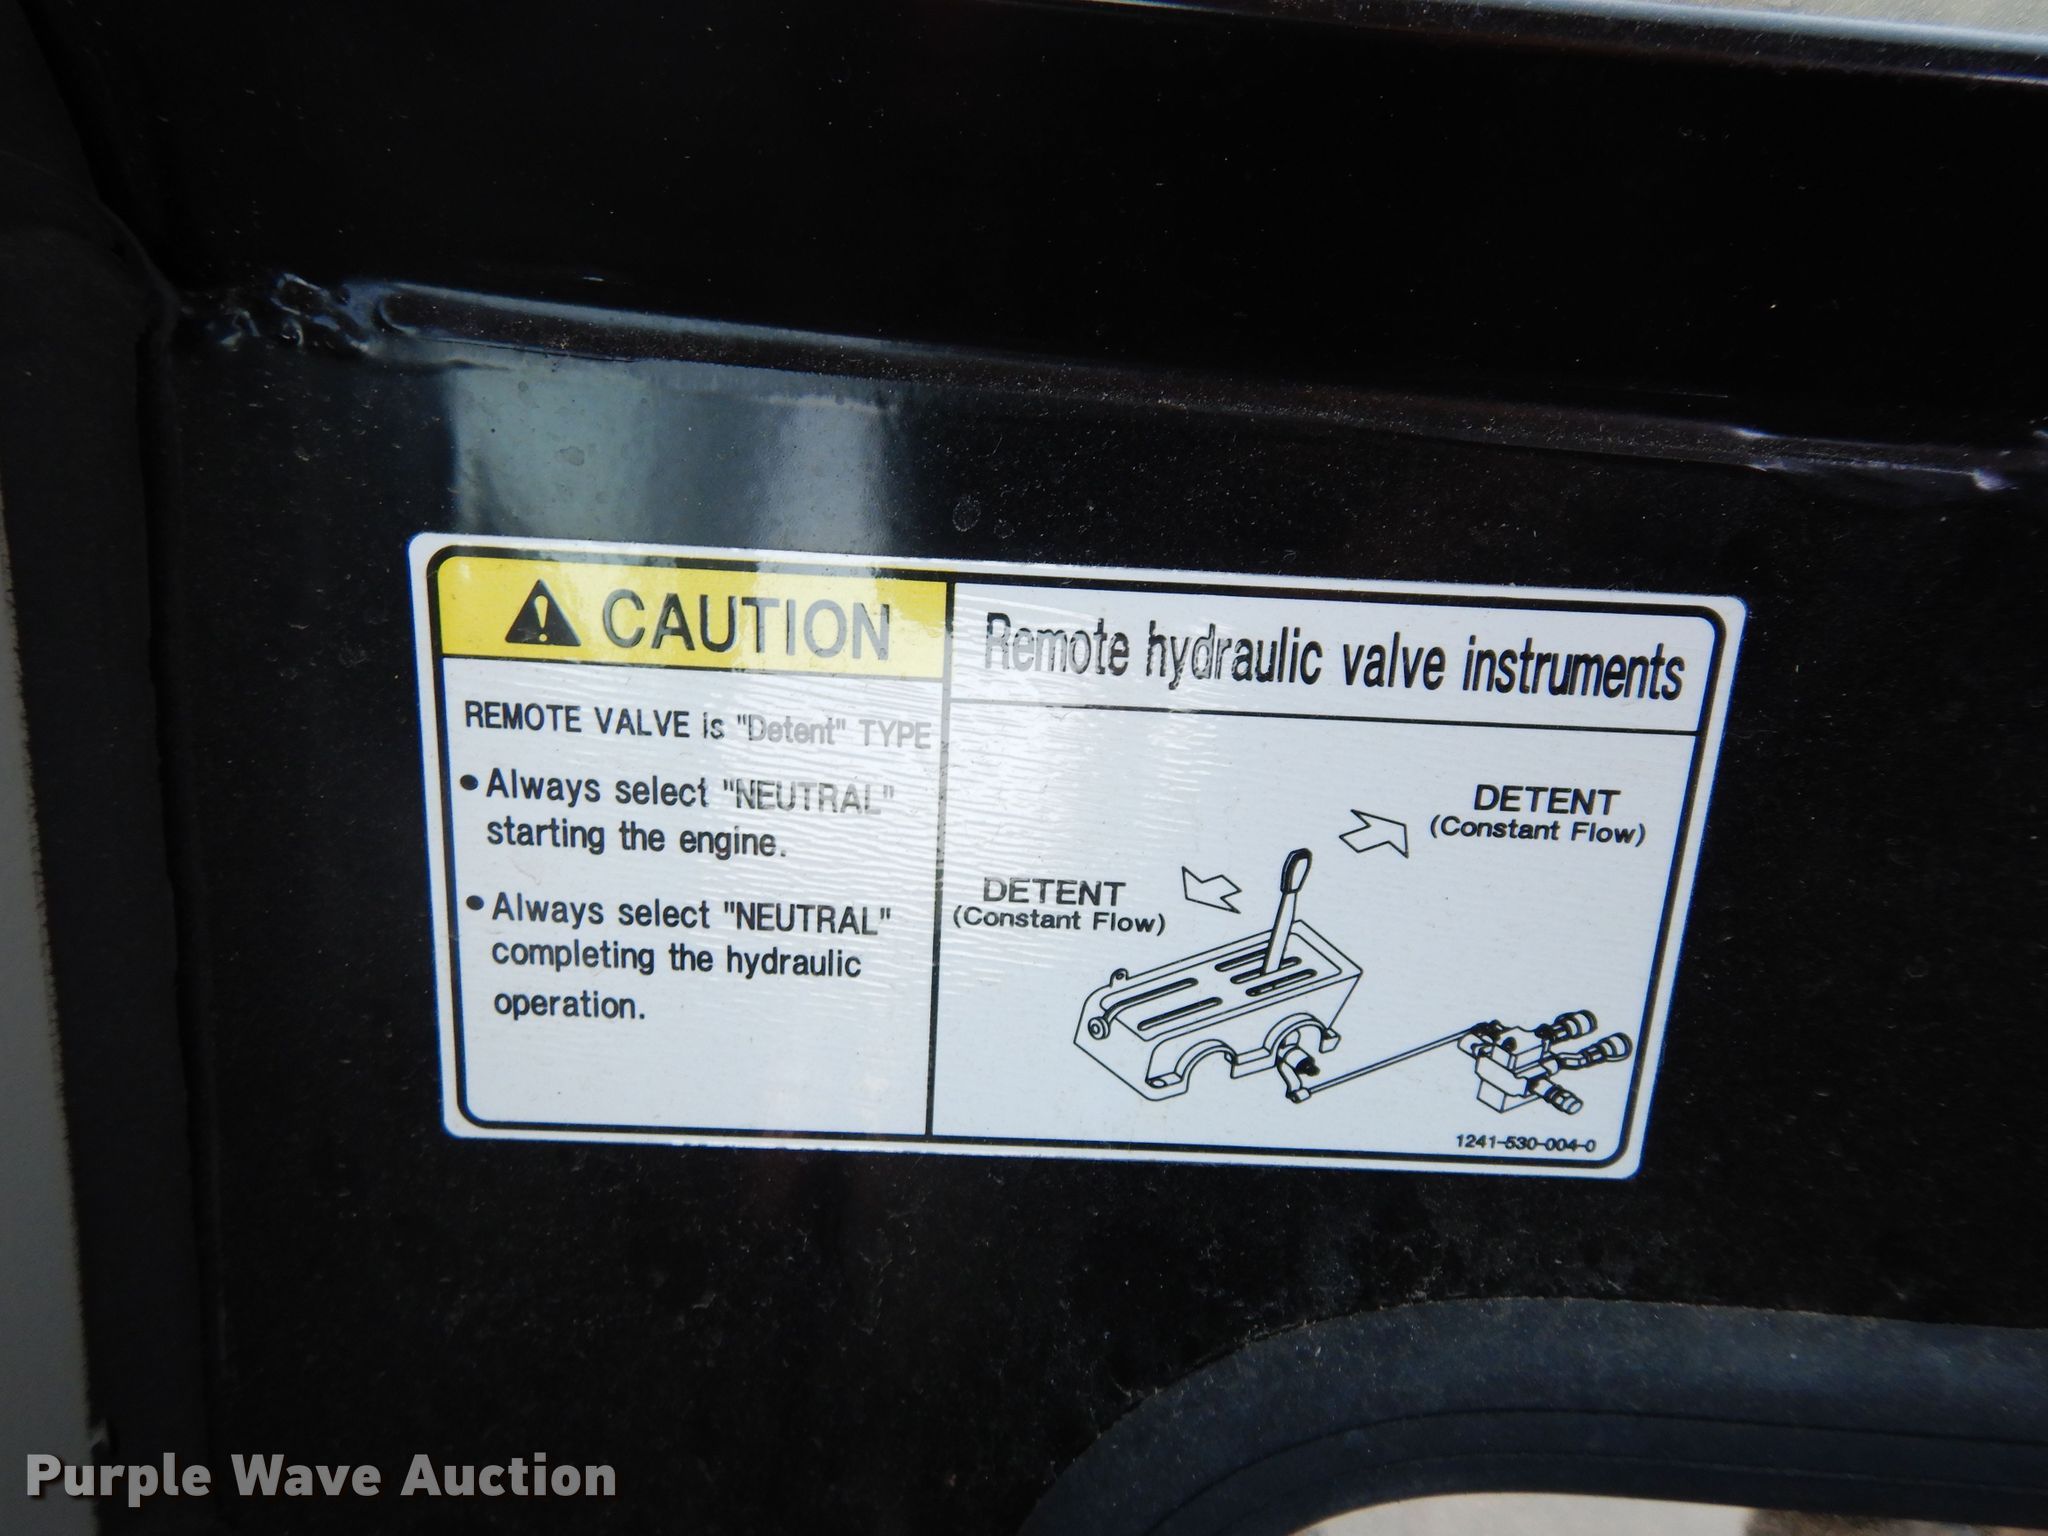 CAUTION
REMOTE VALVE is "Detent" TYPE
• Always select "NEUTRAL"
starting the engine.
• Always select "NEUTRAL"
completing the hydraulic
operation.
Remote hydraulic valve instruments
DETENT
(Constant Flow)
DETENT
(Constant Flow)
1241-530-004-0
Purple Wave Auction